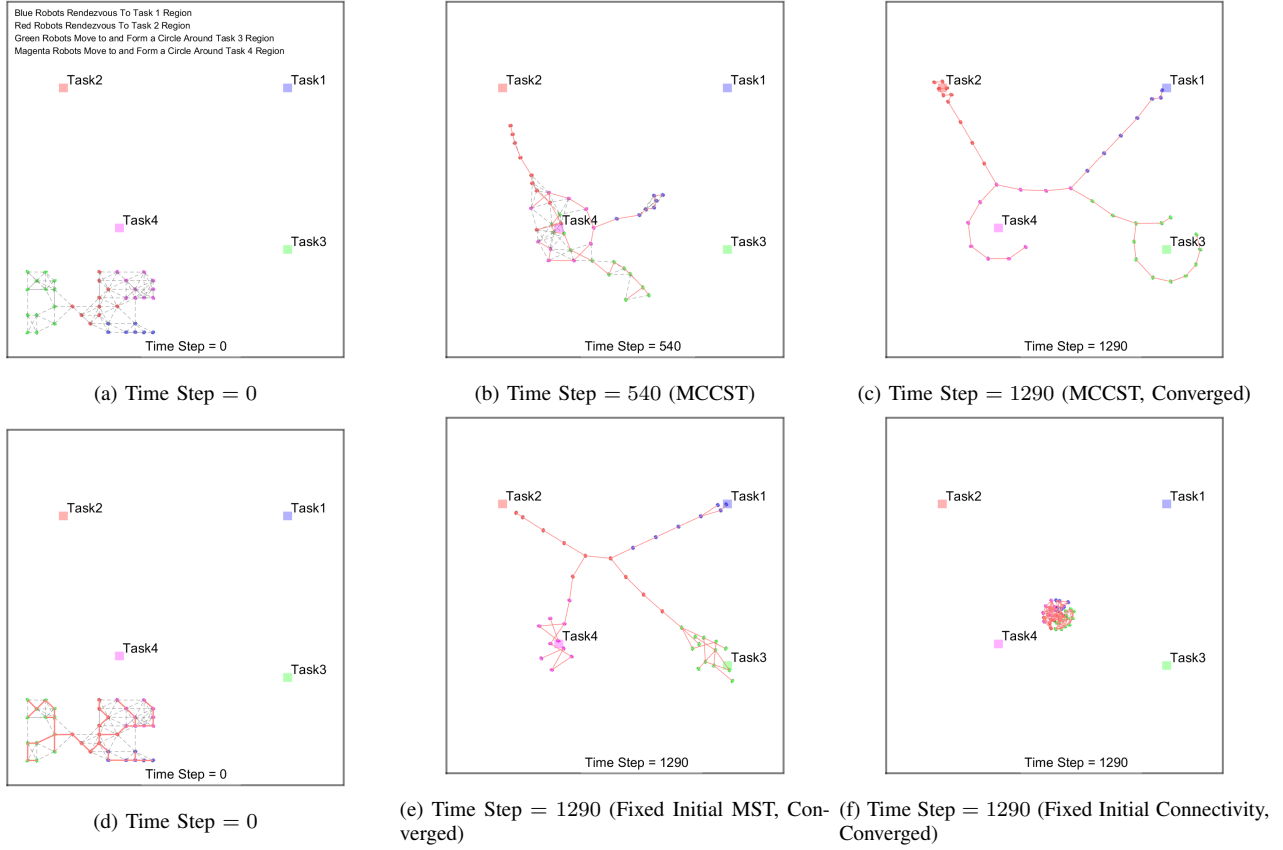 Blue Robots Rendezvous To Task 1 Region
Red Robots Rendezvous To Task 2 Region
Green Robots Move to and Form a Circle Around Task 3 Region
Magenta Robots Move to and Form a Circle Around Task 4 Region
Task2
Task1
Task4
Task3
Time Step = 0
(a) Time Step = 0
Task2
Task1
Task4
Task3
Time Step = 540
(b) Time Step = 540 (MCCST)
Task2
Task1
Task4
Task3
Time Step = 1290
(c) Time Step = 1290 (MCCST, Converged)
Task2
Task1
Task4
Task3
Time Step = 0
(d) Time Step = 0
Task2
Task1
Task4
Task3
Time Step = 1290
(e) Time Step = 1290 (Fixed Initial MST, Con-
verged)
Task2
Task1
Task4
Task3
Time Step = 1290
(f) Time Step = 1290 (Fixed Initial Connectivity,
Converged)